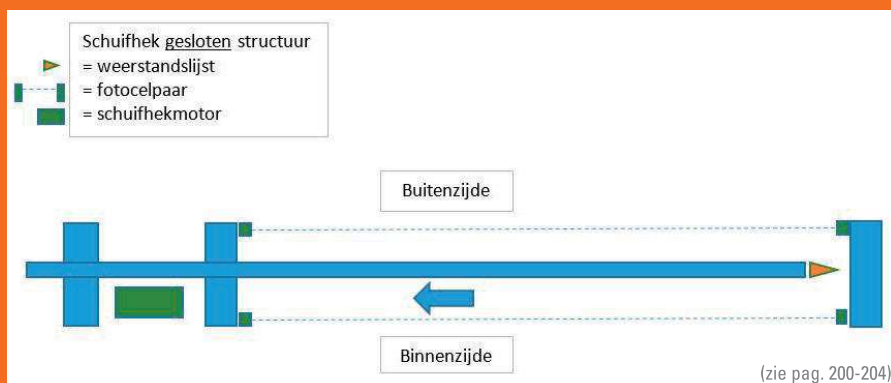 Schuifhek gesloten structuur
= weerstandslijst
= fotocelpaar
= schuifhekmotor
Buitenzijde
Binnenzijde
(zie pag. 200-204)